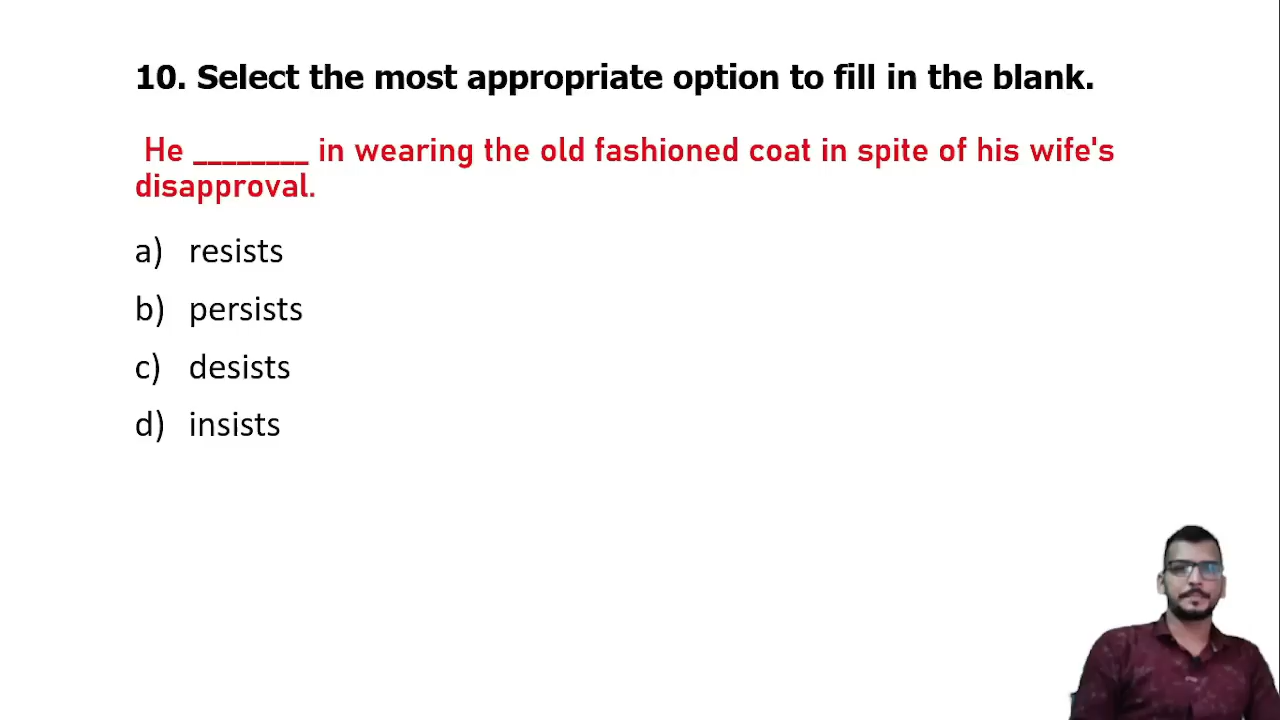 10. Select the most appropriate option to fill in the blank.
He ________ in wearing the old fashioned coat in spite of his wife's
disapproval.
a) resists
b) persists
c) desists
d) insists